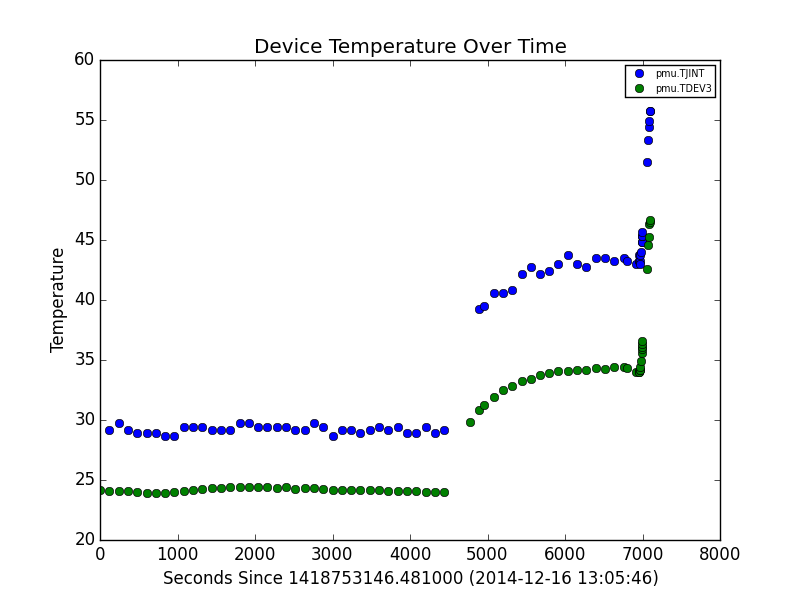 Device Temperature Over Time
pmu.TJINT
pmu.TDEV3
Temperature
60
55
50
45
40
35
30
25
20
0 1000 2000 3000 4000 5000 6000 7000 8000
Seconds Since 1418753146.481000 (2014-12-16 13:05:46)